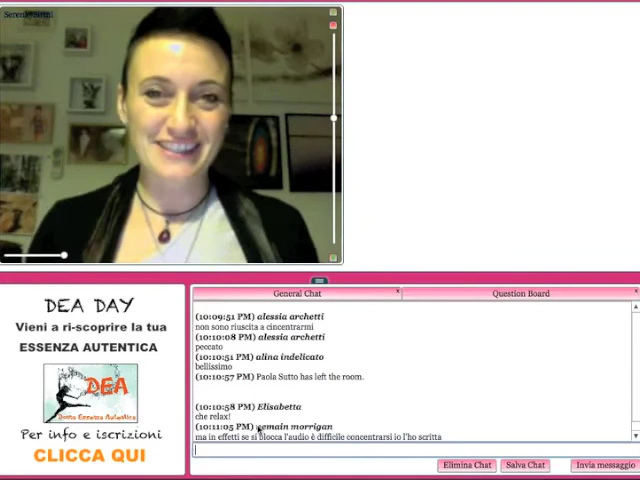 DEA DAY
Vieni a ri-scoprire la tua
ESSENZA AUTENTICA
DEA
Donna Essenza Autentica
Per info e iscrizioni
CLICCA QUI
General Chat
Question Board
(10:09:51 PM) alessia archetti
non sono riuscita a cincentrarmi
(10:10:08 PM) alessia archetti
peccato
(10:10:51 PM) alina indelicato
bellissimo
(10:10:57 PM) Paola Sutto has left the room.
(10:10:58 PM) Elisabetta
che relax!
(10:11:05 PM) morrigan
ma in effetti se si blocca l'audio è difficile concentrarsi io l'ho scritta
Elimina Chat
Salva Chat
Invia messaggio